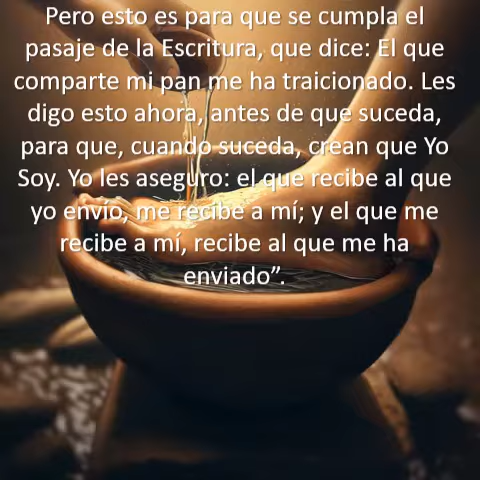 Pero esto es para que se cumpla el
pasaje de la Escritura, que dice: El que
comparte mi pan me ha traicionado. Les
digo esto ahora, antes de que suceda,
para que, cuando suceda, crean que Yo
Soy. Yo les aseguro: el que recibe al que
yo envío, me recibe a mí; y el que me
recibe a mí, recibe al que me ha
enviado”.